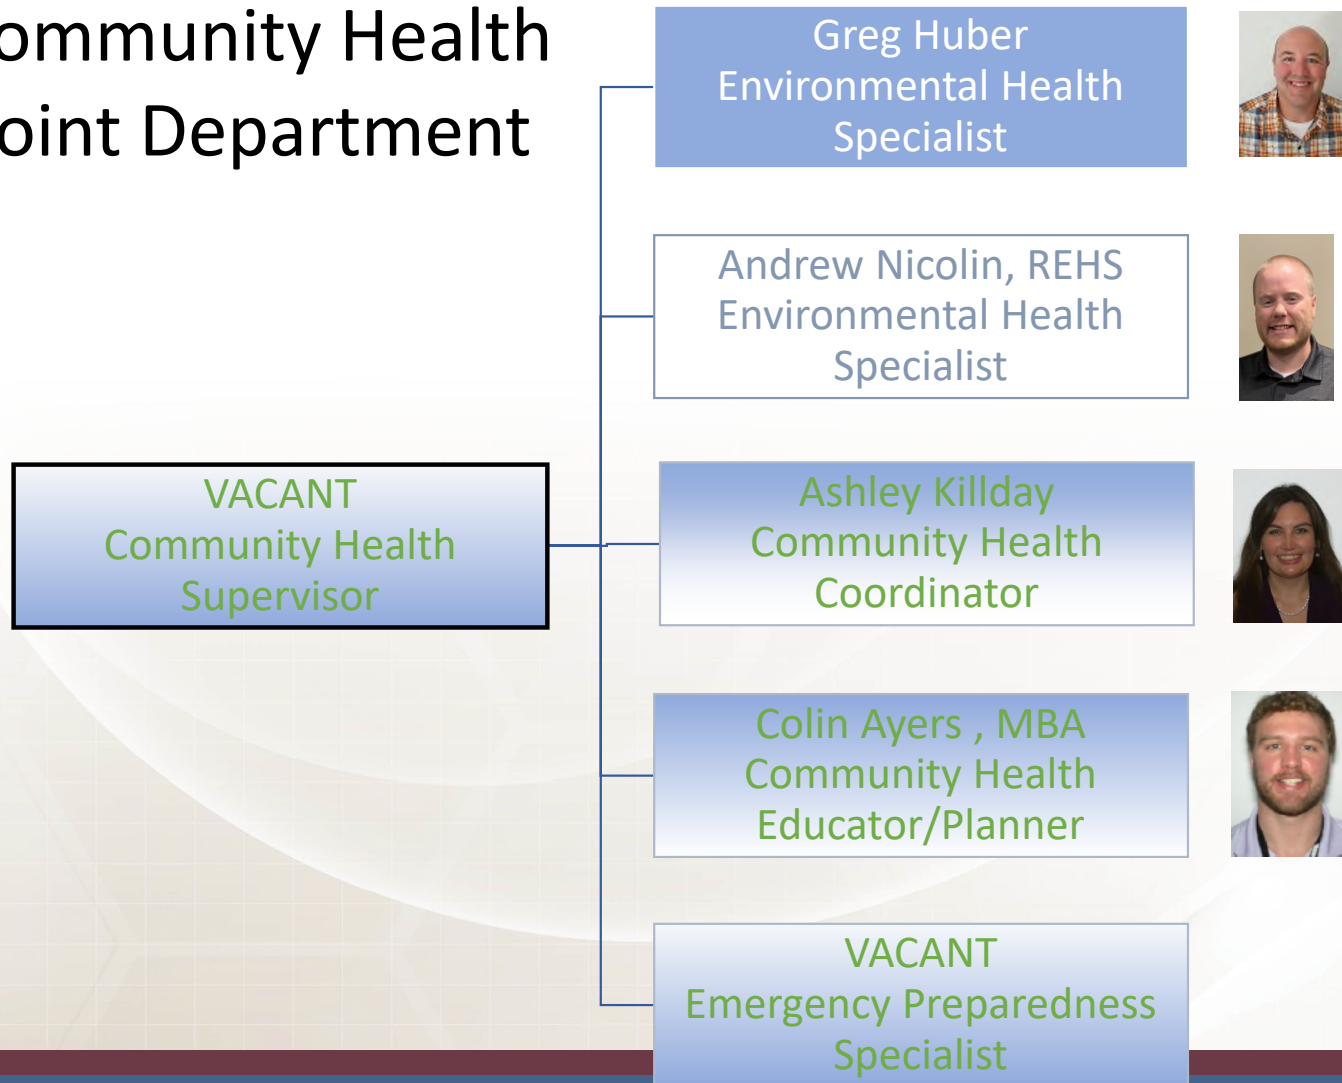 ommunity Health
oint Department
Greg Huber
Environmental Health
Specialist
Andrew Nicolin, REHS
Environmental Health
Specialist
VACANT
Community Health
Supervisor
Ashley Killday
Community Health
Coordinator
Colin Ayers , MBA
Community Health
Educator/Planner
VACANT
Emergency Preparedness
Specialist